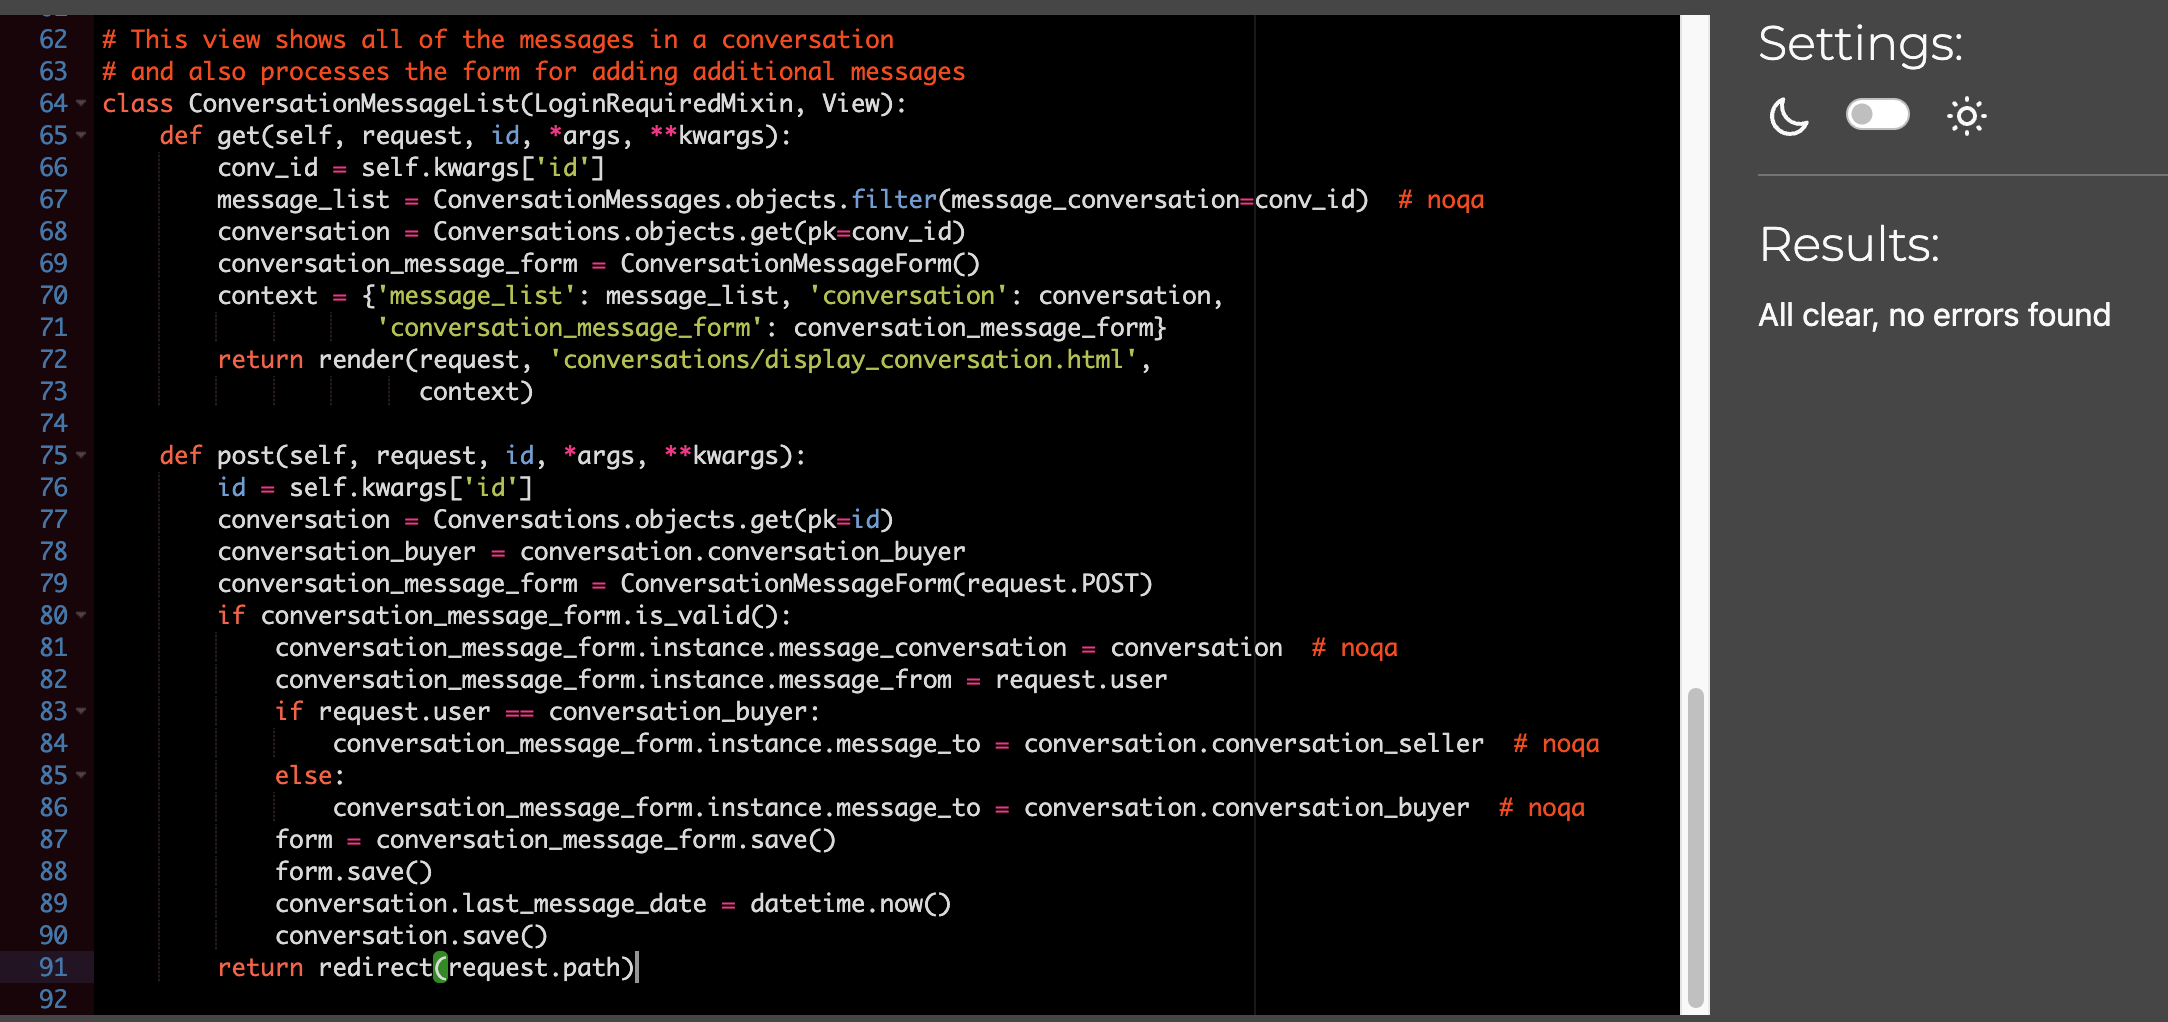 62 # This view shows all of the messages in a conversation
63 # and also processes the form for adding additional messages
64 class ConversationMessageList(LoginRequiredMixin, View):
65     def get(self, request, id, *args, **kwargs):
66         conv_id = self.kwargs['id']
67         message_list = ConversationMessages.objects.filter(message_conversation=conv_id)  # noqa
68         conversation = Conversations.objects.get(pk=conv_id)
69         conversation_message_form = ConversationMessageForm()
70         context = {'message_list': message_list, 'conversation': conversation,
71                    'conversation_message_form': conversation_message_form}
72         return render(request, 'conversations/display_conversation.html',
73                       context)
74
75     def post(self, request, id, *args, **kwargs):
76         id = self.kwargs['id']
77         conversation = Conversations.objects.get(pk=id)
78         conversation_buyer = conversation.conversation_buyer
79         conversation_message_form = ConversationMessageForm(request.POST)
80         if conversation_message_form.is_valid():
81             conversation_message_form.instance.message_conversation = conversation  # noqa
82             conversation_message_form.instance.message_from = request.user
83             if request.user == conversation_buyer:
84                 conversation_message_form.instance.message_to = conversation.conversation_seller  # noqa
85             else:
86                 conversation_message_form.instance.message_to = conversation.conversation_buyer  # noqa
87             form = conversation_message_form.save()
88             form.save()
89             conversation.last_message_date = datetime.now()
90             conversation.save()
91         return redirect(request.path)
92
Settings:
Results:
All clear, no errors found